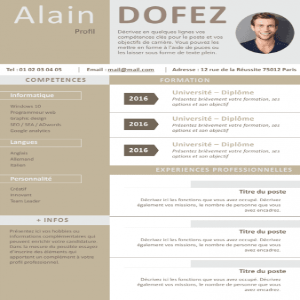 Alain DOFEZ
Profil
Décrivez en quelques lignes vos
compétences clés pour le poste et vos
objectifs de carrière. Vous pouvez les
mettre en forme à l'aide de puces ou
les laisser sous forme de texte plein.
Tel : 01 02 03 04 05 Email : mail@mail.com Adresse : 12 rue de la Réussite 75012 Paris
COMPETENCES
Informatique
Windows 10
Programmeur web
Graphic design
SEO / SEA / AdWords
Google analytics
Langues
Anglais
Allemand
Italien
Personnalité
Créatif
Assistant
Team Leader
+ INFOS
Présentez ici vos hobbies ou
informations complémentaires qui
peuvent enrichir votre candidature
dans la mesure du possible essayez
d'insérer des éléments qui
apportent un complément à votre
profil professionnel.
FORMATION
2016
Université – Diplôme
Présentez brièvement votre formation, ses
options et son objectif
2016
Université – Diplôme
Présentez brièvement votre formation, ses
options et son objectif
2016
Université – Diplôme
Présentez brièvement votre formation, ses
options et son objectif
EXPERIENCES PROFESSIONNELLES
Titre du poste
Décrivez ici les fonctions que vous avez occupé. Décrivez
également vos missions, le nombre de personne que vous
avez encadrés.
Titre du poste
Décrivez ici les fonctions que vous avez occupé. Décrivez
également vos missions, le nombre de personne que vous
avez encadrés.
Titre du poste
Décrivez ici les fonctions que vous avez occupé. Décrivez
également vos missions, le nombre de personne que vous